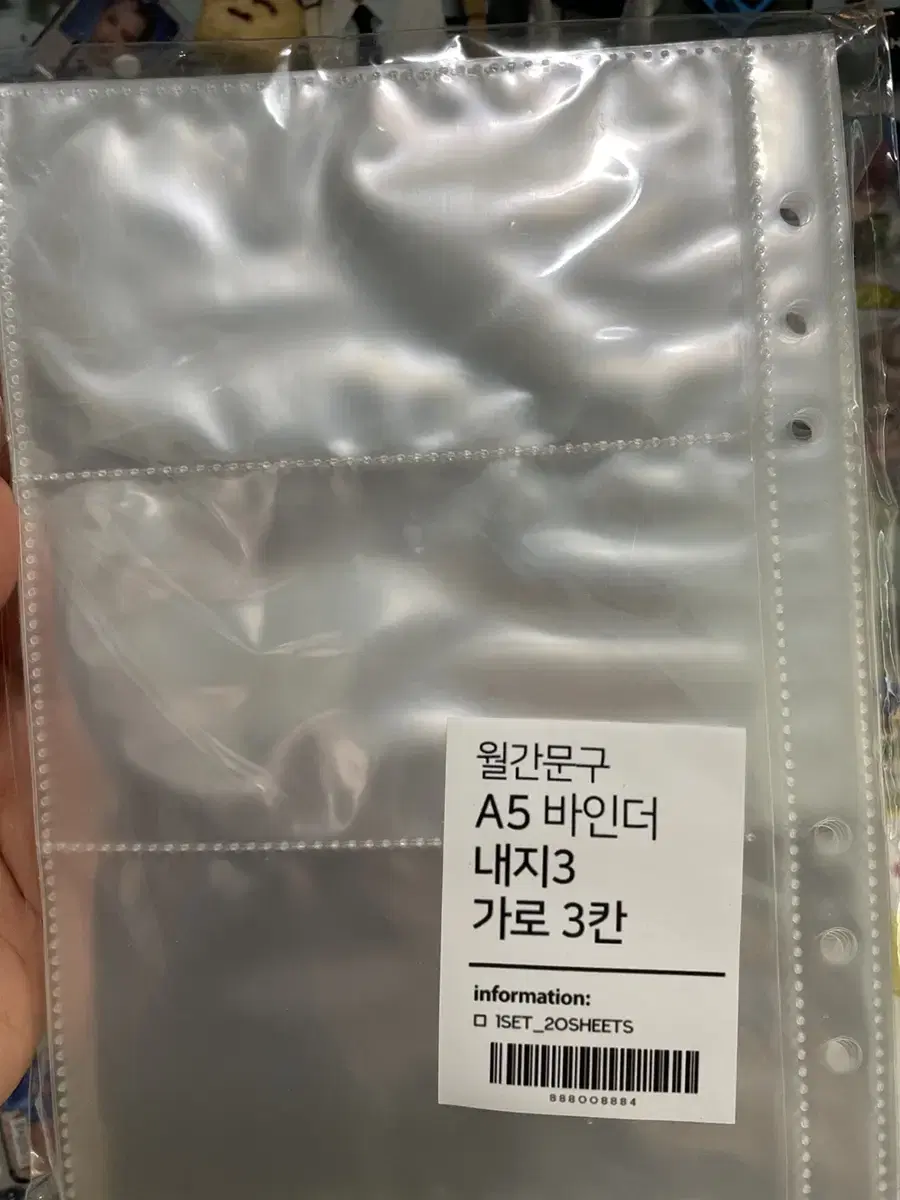 월간문구
A5 바인더
내지3
가로 3칸
information:
□ 1SET_20SHEETS
888008884